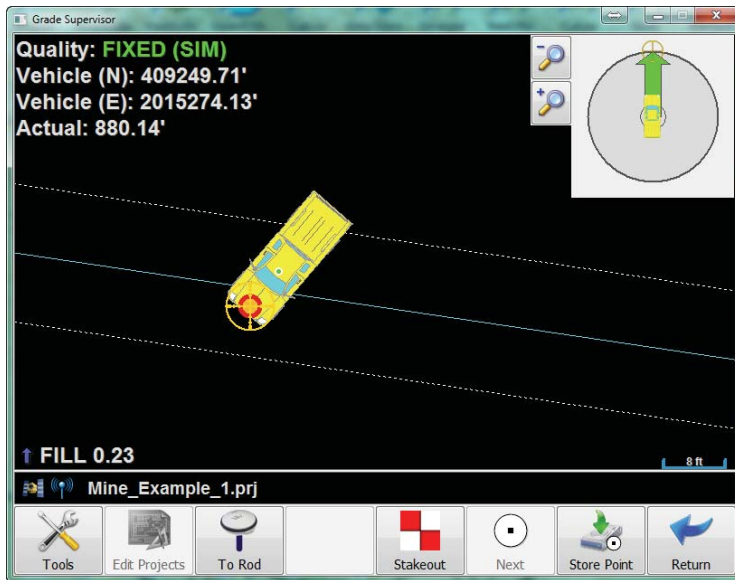 Grade Supervisor
Quality: FIXED (SIM)
Vehicle (N): 409249.71'
Vehicle (E): 2015274.13'
Actual: 880.14'
FILL 0.23
8 ft
Mine_Example_1.prj
Tools
Edit Projects
To Rod
Stakeout
Next
Store Point
Return